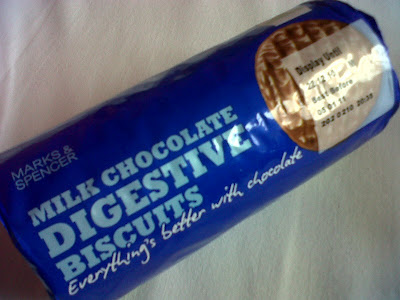 MARKS &
SPENCER
MILK CHOCOLATE
DIGESTIVE
BISCUITS
Everything's better with chocolate
Display Until
Best Before